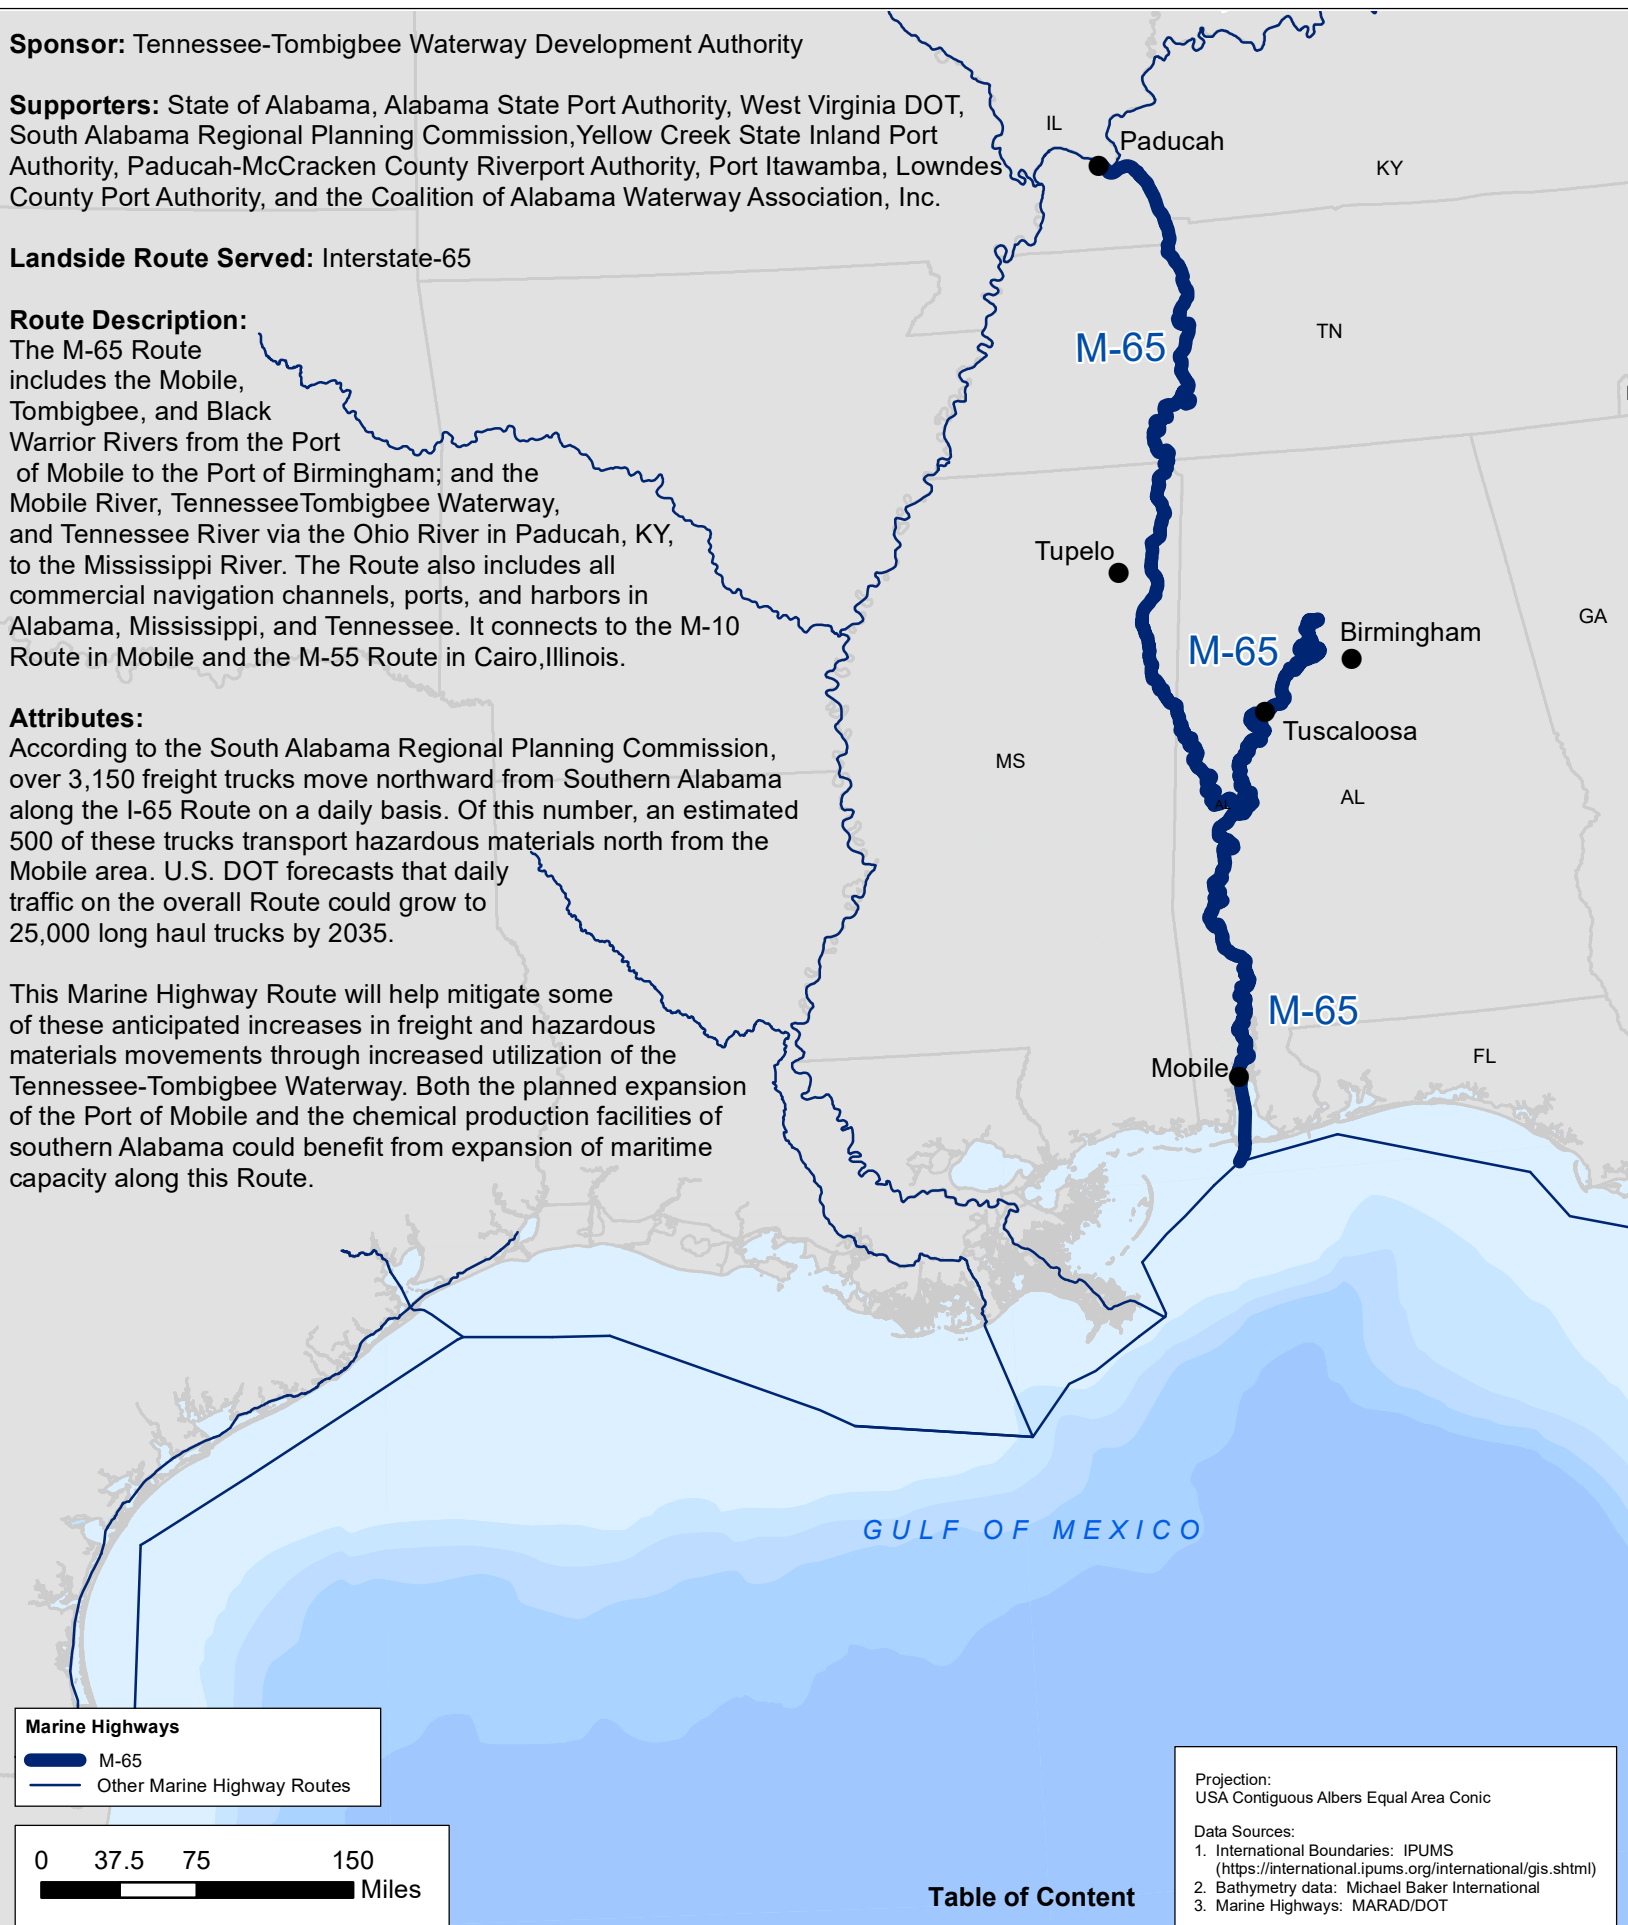 Sponsor: Tennessee-Tombigbee Waterway Development Authority
Supporters: State of Alabama, Alabama State Port Authority, West Virginia DOT,
South Alabama Regional Planning Commission,Yellow Creek State Inland Port
Authority, Paducah-McCracken County Riverport Authority, Port Itawamba, Lowndes
County Port Authority, and the Coalition of Alabama Waterway Association, Inc.
Landside Route Served: Interstate-65
Route Description:
The M-65 Route
includes the Mobile,
Tombigbee, and Black
Warrior Rivers from the Port
of Mobile to the Port of Birmingham; and the
Mobile River, TennesseeTombigbee Waterway,
and Tennessee River via the Ohio River in Paducah, KY,
to the Mississippi River. The Route also includes all
commercial navigation channels, ports, and harbors in
Alabama, Mississippi, and Tennessee. It connects to the M-10
Route in Mobile and the M-55 Route in Cairo,Illinois.
Attributes:
According to the South Alabama Regional Planning Commission,
over 3,150 freight trucks move northward from Southern Alabama
along the I-65 Route on a daily basis. Of this number, an estimated
500 of these trucks transport hazardous materials north from the
Mobile area. U.S. DOT forecasts that daily
traffic on the overall Route could grow to
25,000 long haul trucks by 2035.
This Marine Highway Route will help mitigate some
of these anticipated increases in freight and hazardous
materials movements through increased utilization of the
Tennessee-Tombigbee Waterway. Both the planned expansion
of the Port of Mobile and the chemical production facilities of
southern Alabama could benefit from expansion of maritime
capacity along this Route.
IL
Paducah
KY
M-65
TN
Tupelo
GA
M-65
Birmingham
Tuscaloosa
MS
AL
AL
M-65
Mobile
FL
GULF OF MEXICO
Marine Highways
M-65
Other Marine Highway Routes
0 37.5 75 150
Miles
Table of Content
Projection:
USA Contiguous Albers Equal Area Conic
Data Sources:
1. International Boundaries: IPUMS
(https://international.ipums.org/international/gis.shtml)
2. Bathymetry data: Michael Baker International
3. Marine Highways: MARAD/DOT